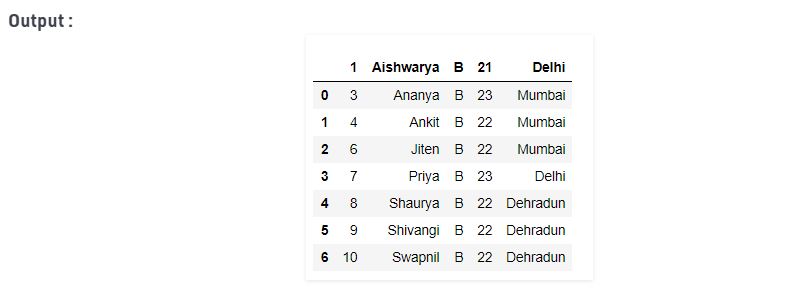 Output :
1 Aishwarya B 21 Delhi
0 3 Ananya B 23 Mumbai
1 4 Ankit B 22 Mumbai
2 6 Jiten B 22 Mumbai
3 7 Priya B 23 Delhi
4 8 Shaurya B 22 Dehradun
5 9 Shivangi B 22 Dehradun
6 10 Swapnil B 22 Dehradun